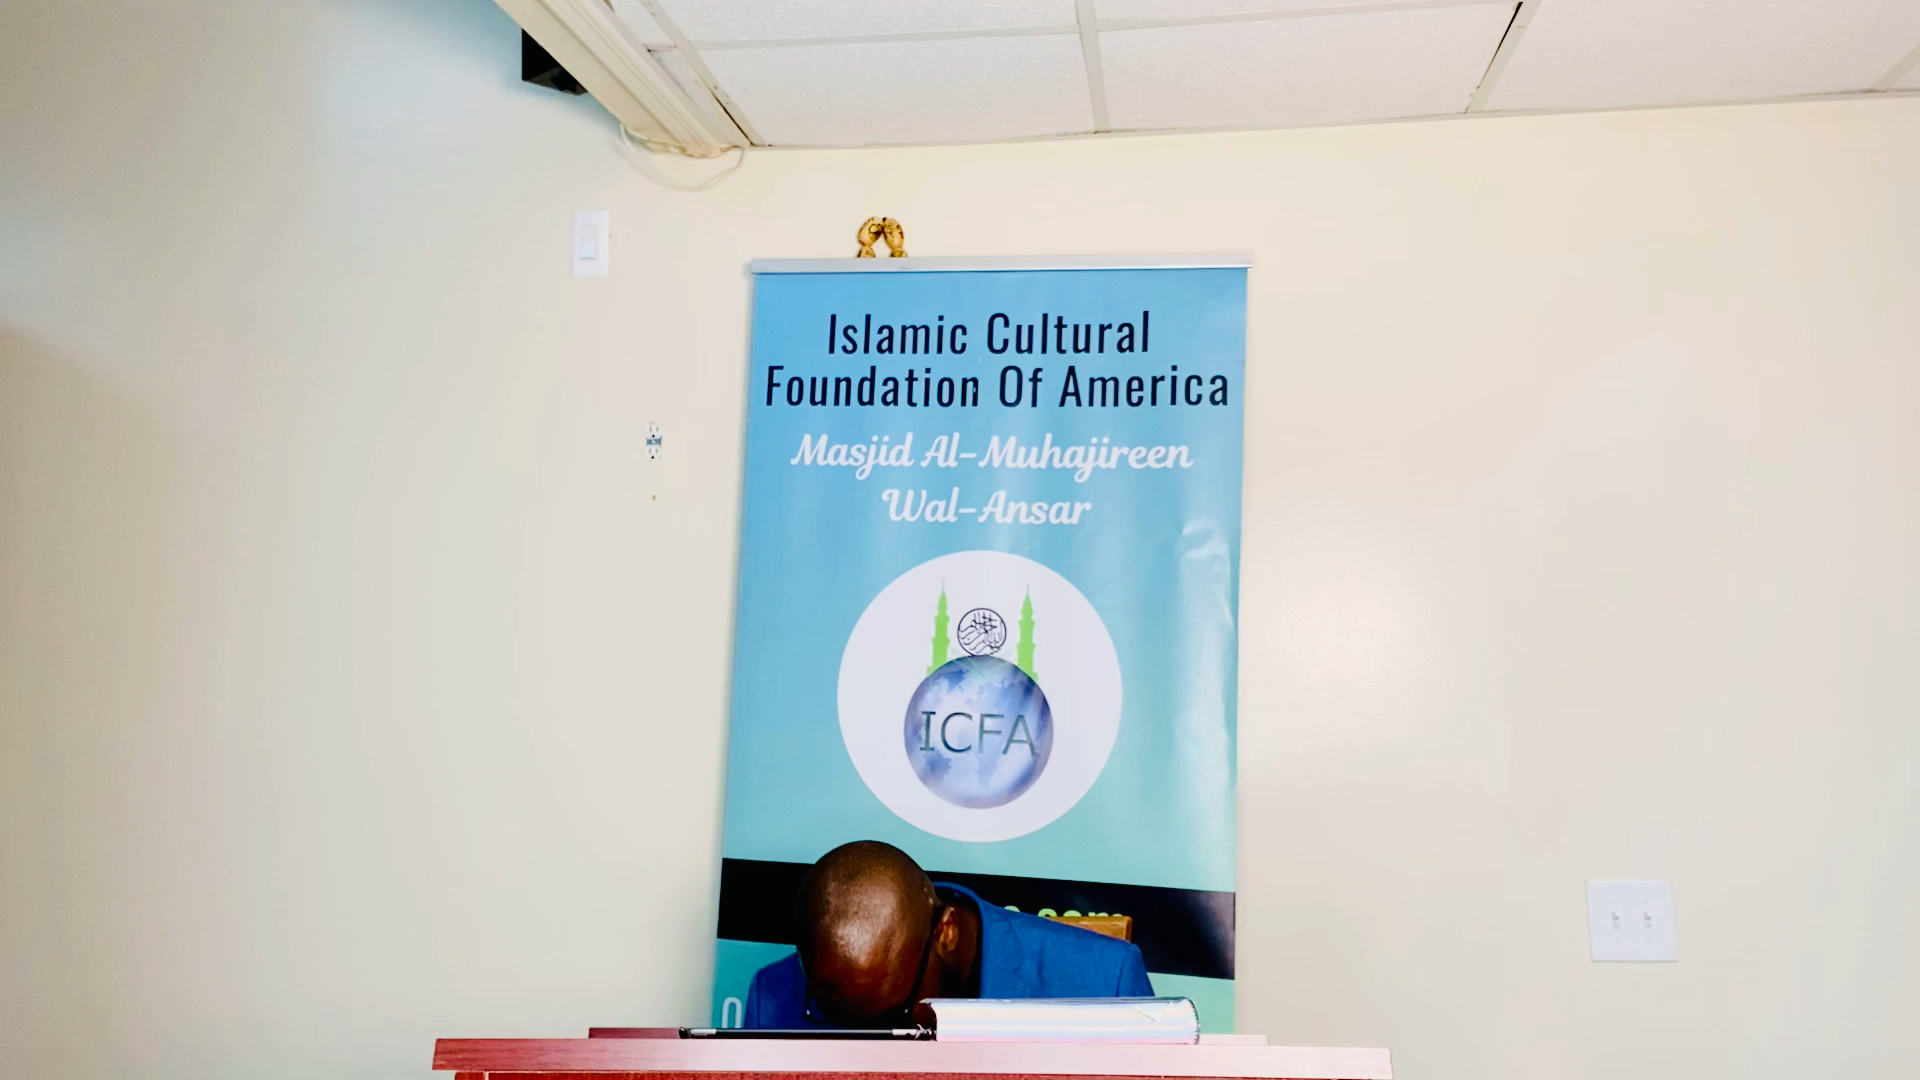 Islamic Cultural
Foundation Of America
Masjid Al-Muhajireen
Wal-Ansar
ICFA